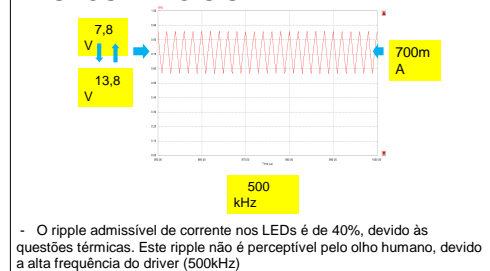 7,8
V
13,8
V
700m
A
500
kHz
- O ripple admissível de corrente nos LEDs é de 40%, devido às
questões térmicas. Este ripple não é perceptível pelo olho humano, devido
a alta frequência do driver (500kHz)